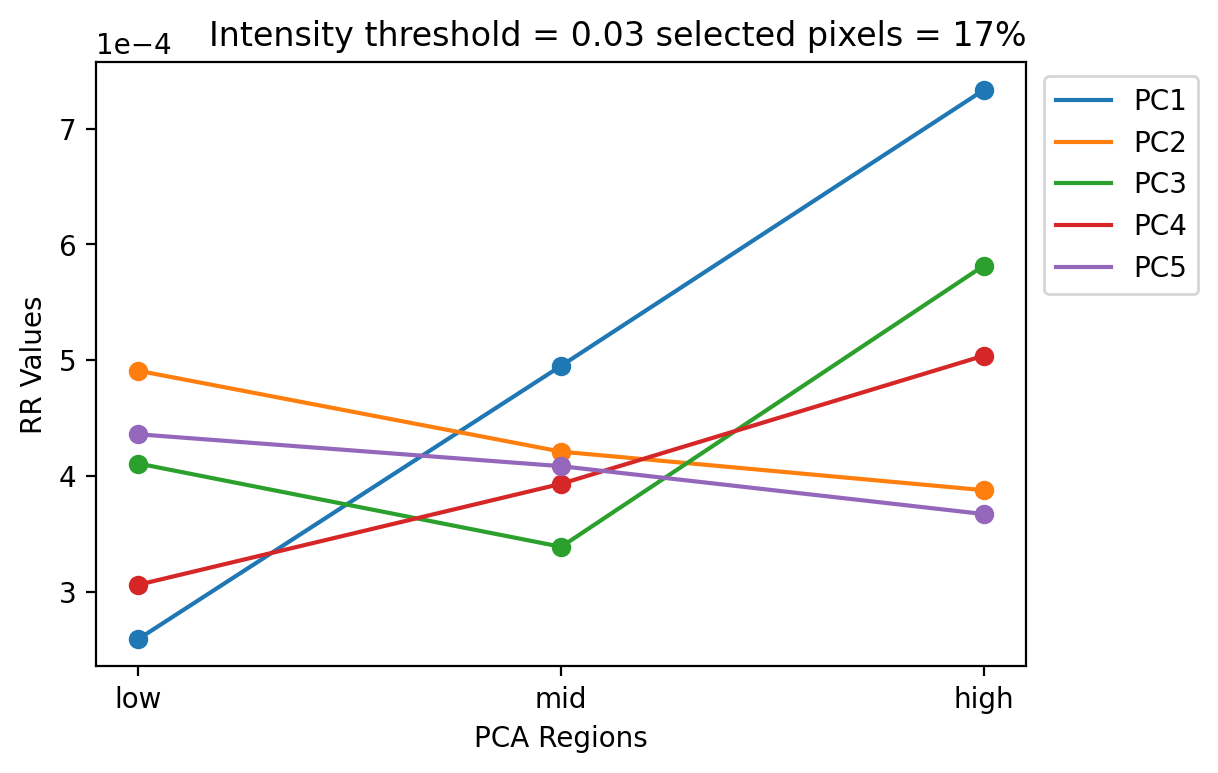 Intensity threshold = 0.03 selected pixels = 17%
1e−4
7
6
5
4
3
RR Values
low
mid
high
PCA Regions
PC1
PC2
PC3
PC4
PC5